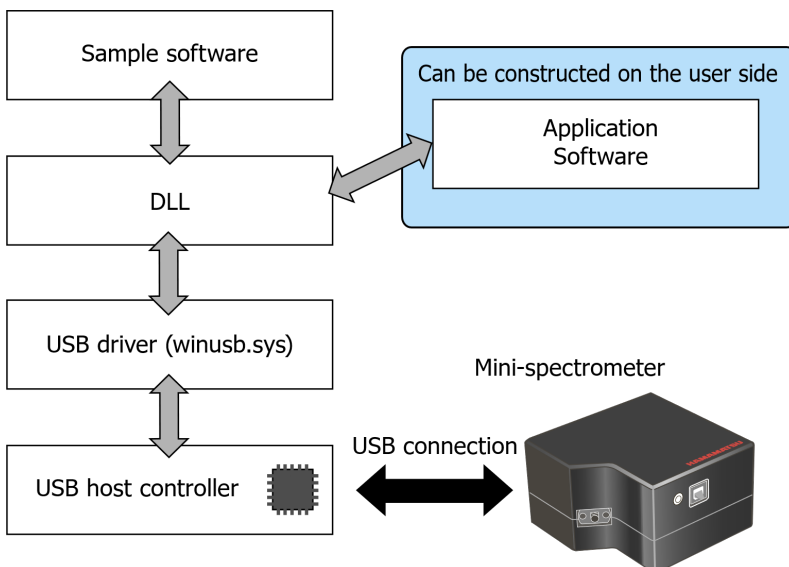 Sample software
Can be constructed on the user side
Application
Software
DLL
USB driver (winusb.sys)
Mini-spectrometer
USB connection
USB host controller
HAMAMATSU